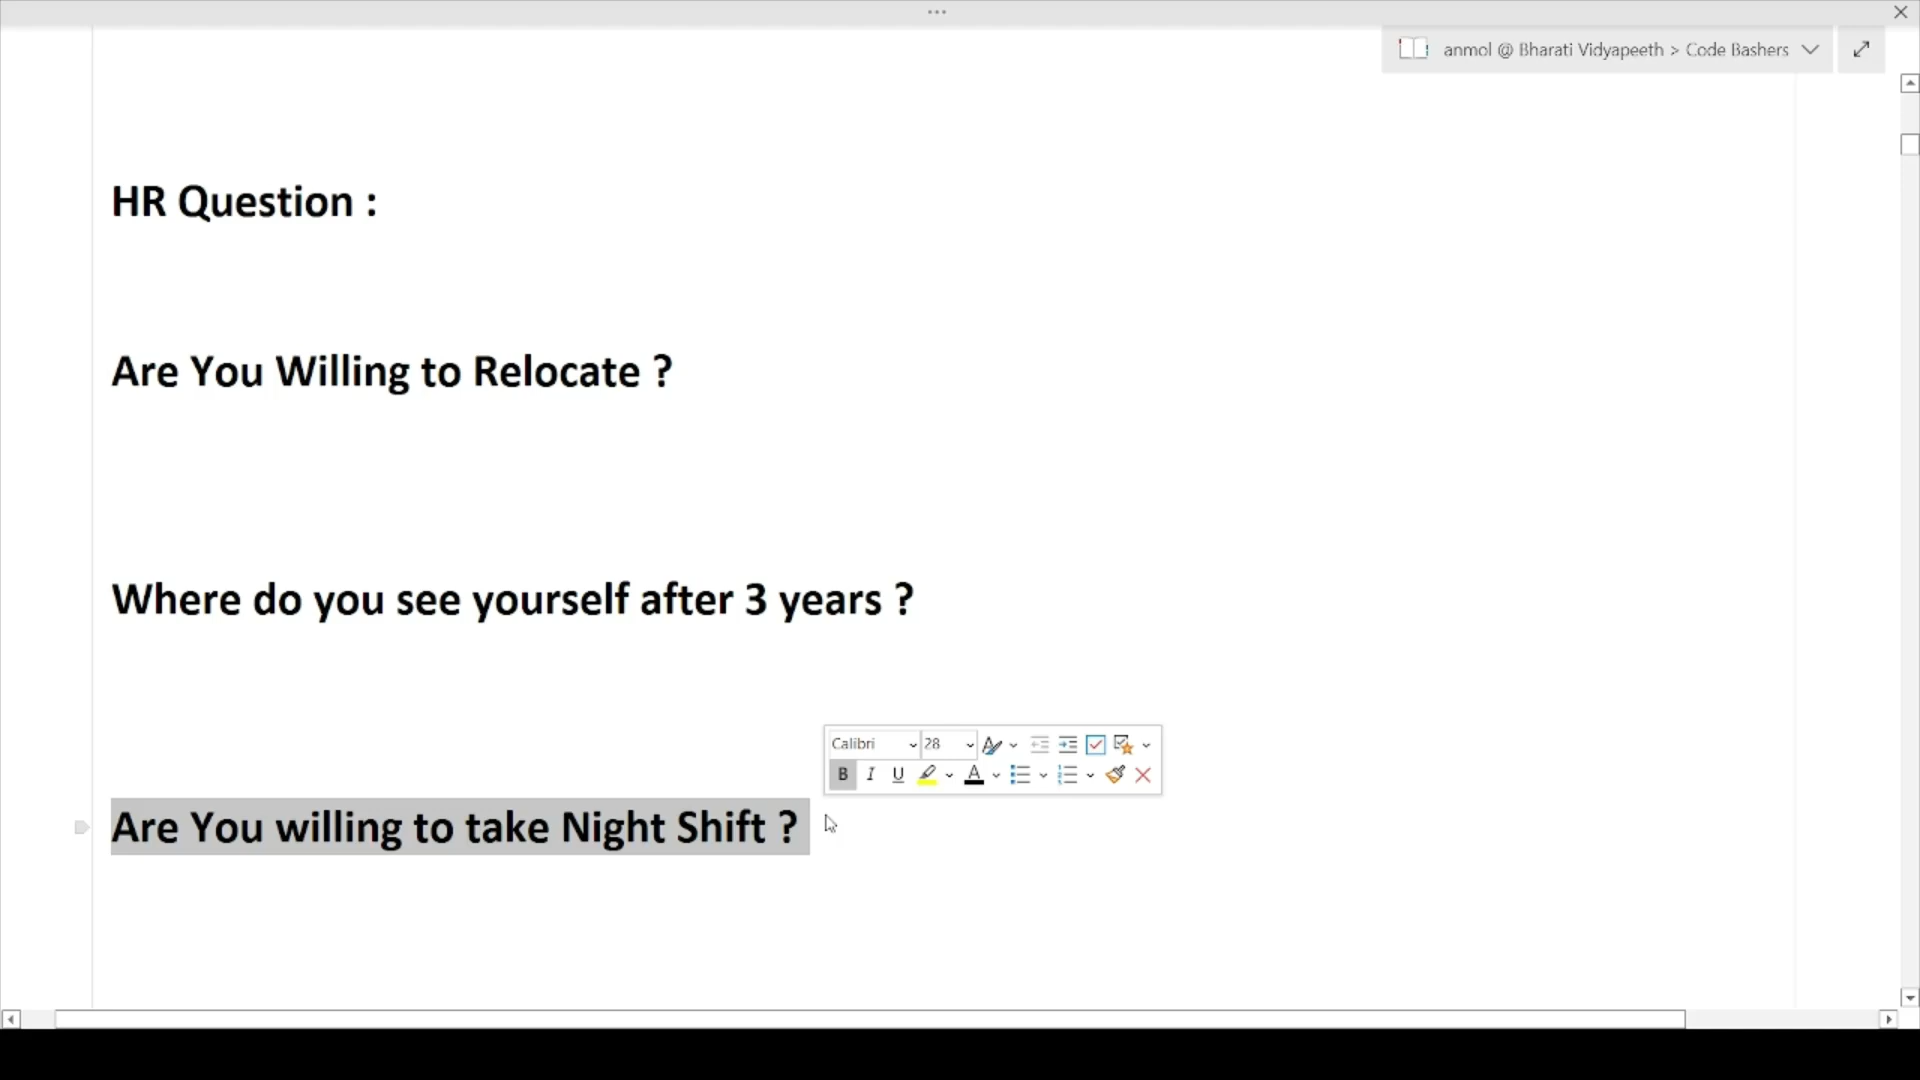 anmol @ Bharati Vidyapeeth > Code Bashers
HR Question :
Are You Willing to Relocate ?
Where do you see yourself after 3 years ?
Calibri 28
B I U A
Are You willing to take Night Shift ?